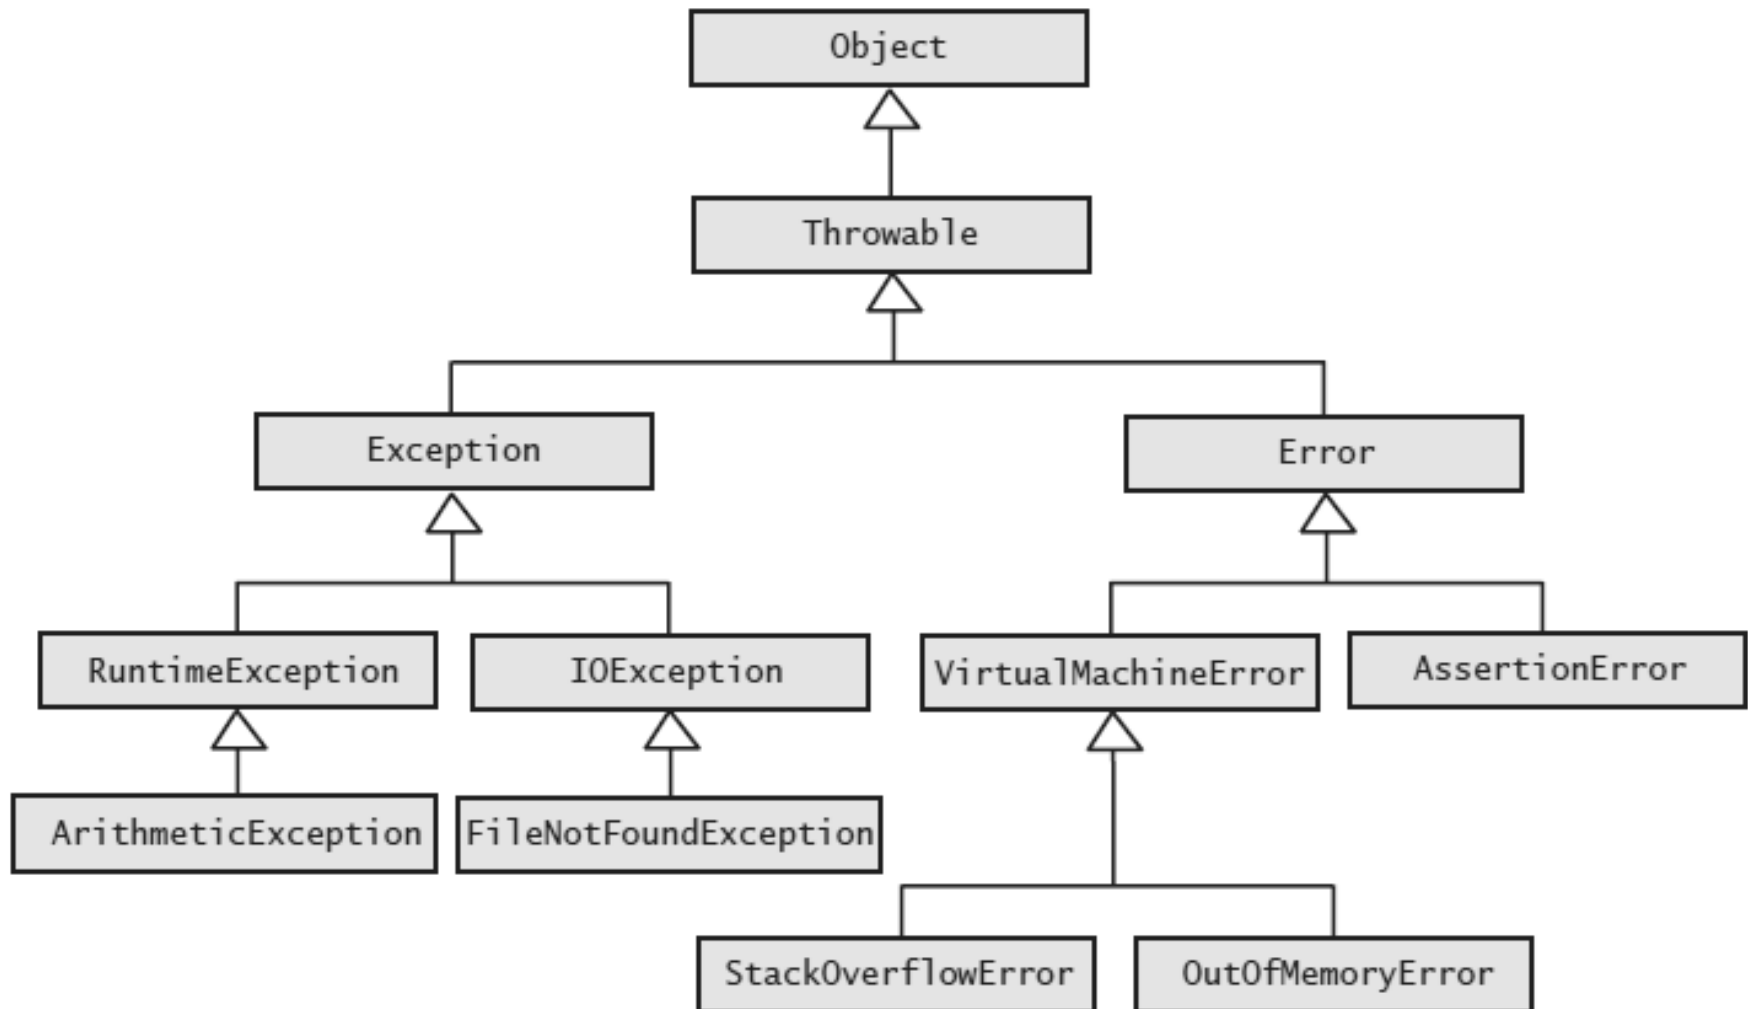 Object
Throwable
Exception
Error
RuntimeException
IOException
VirtualMachineError
AssertionError
ArithmeticException
FileNotFoundException
StackOverflowError
OutOfMemoryError